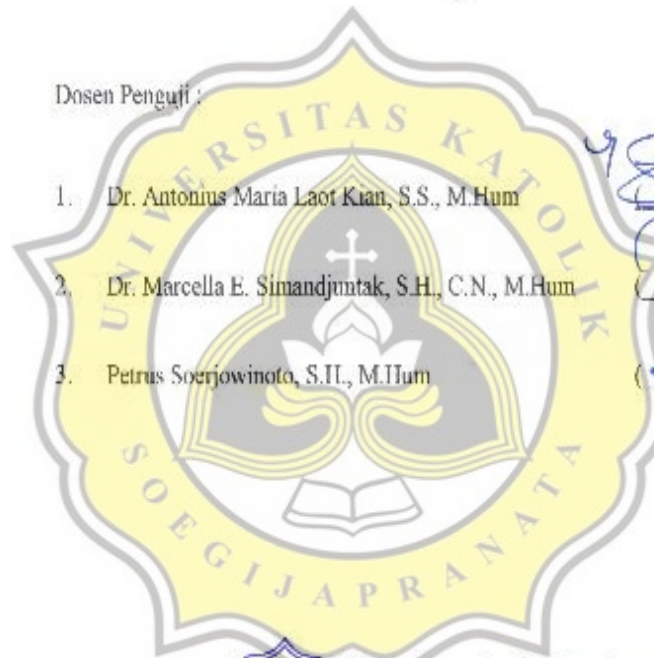 Dosen Penguji :
1. Dr. Antonius Maria Laot Kian, S.S., M.Hum
2. Dr. Marcella E. Simandjuntak, S.H., C.N., M.Hum (
3. Petrus Soerjowinoto, S.H., M.Hum (
UNIVERSITAS KATOLIK
SOEGIJAPRANATA